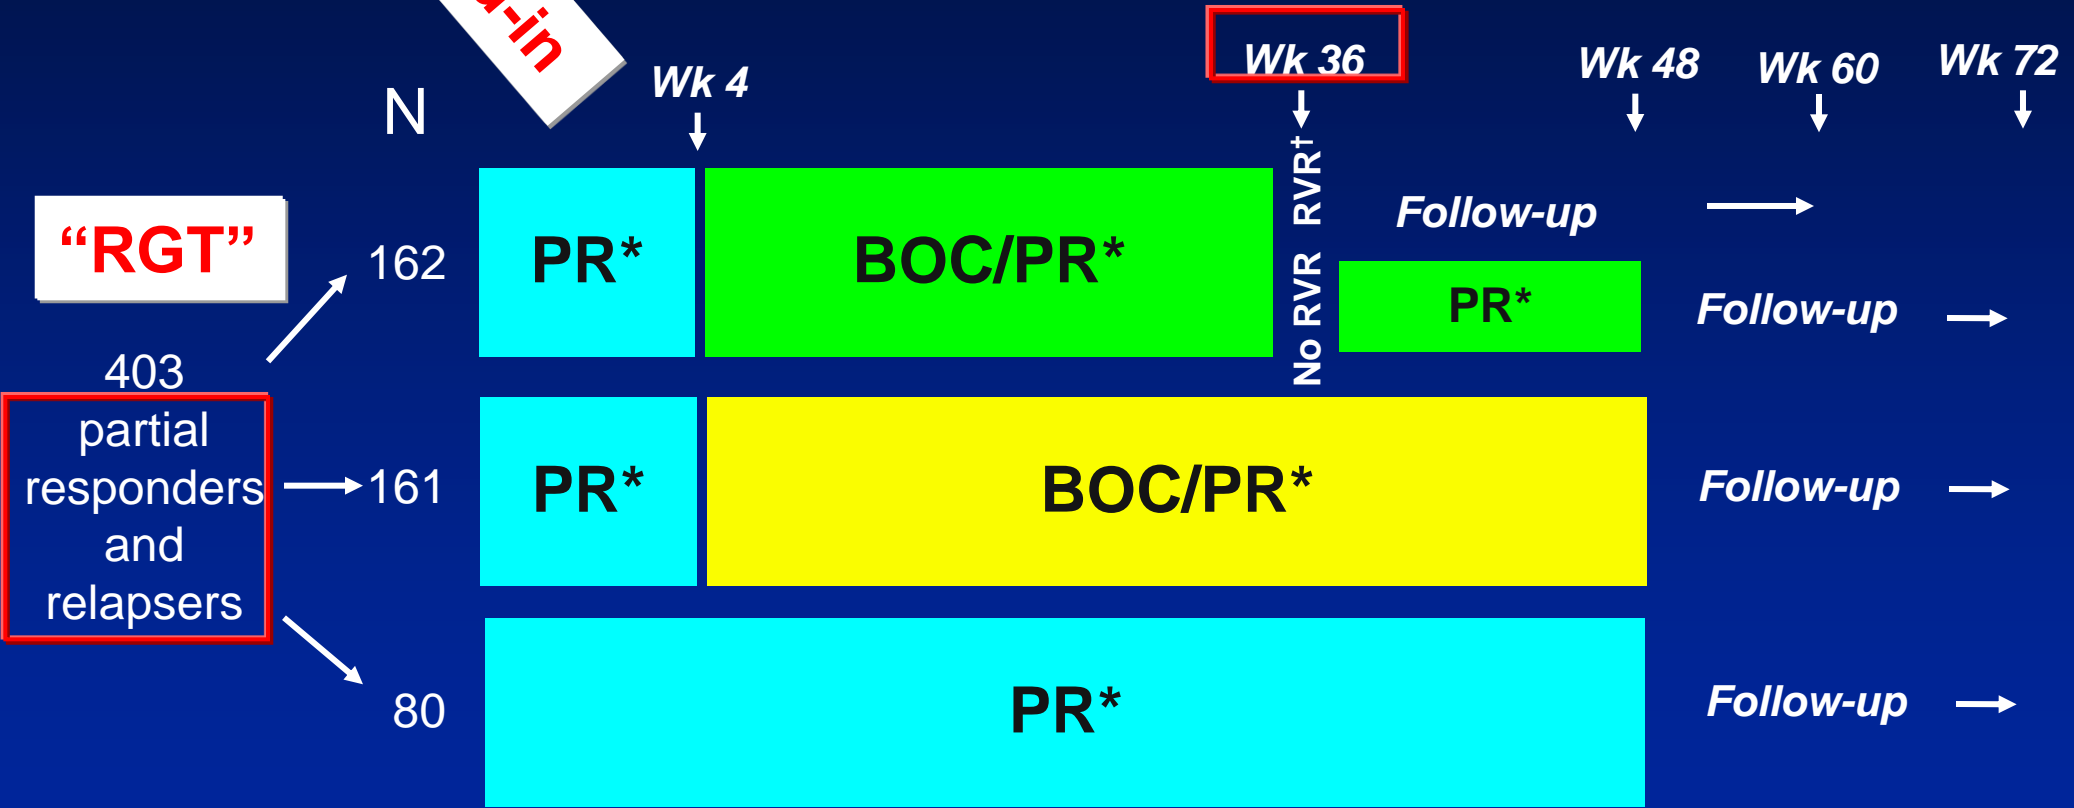 -in
Wk 4
Wk 36
Wk 48
Wk 60
Wk 72
N
“RGT”
162
PR*
BOC/PR*
No RVR RVR†
Follow-up
PR*
Follow-up
403
partial
responders
and
relapsers
161
PR*
BOC/PR*
Follow-up
80
PR*
Follow-up